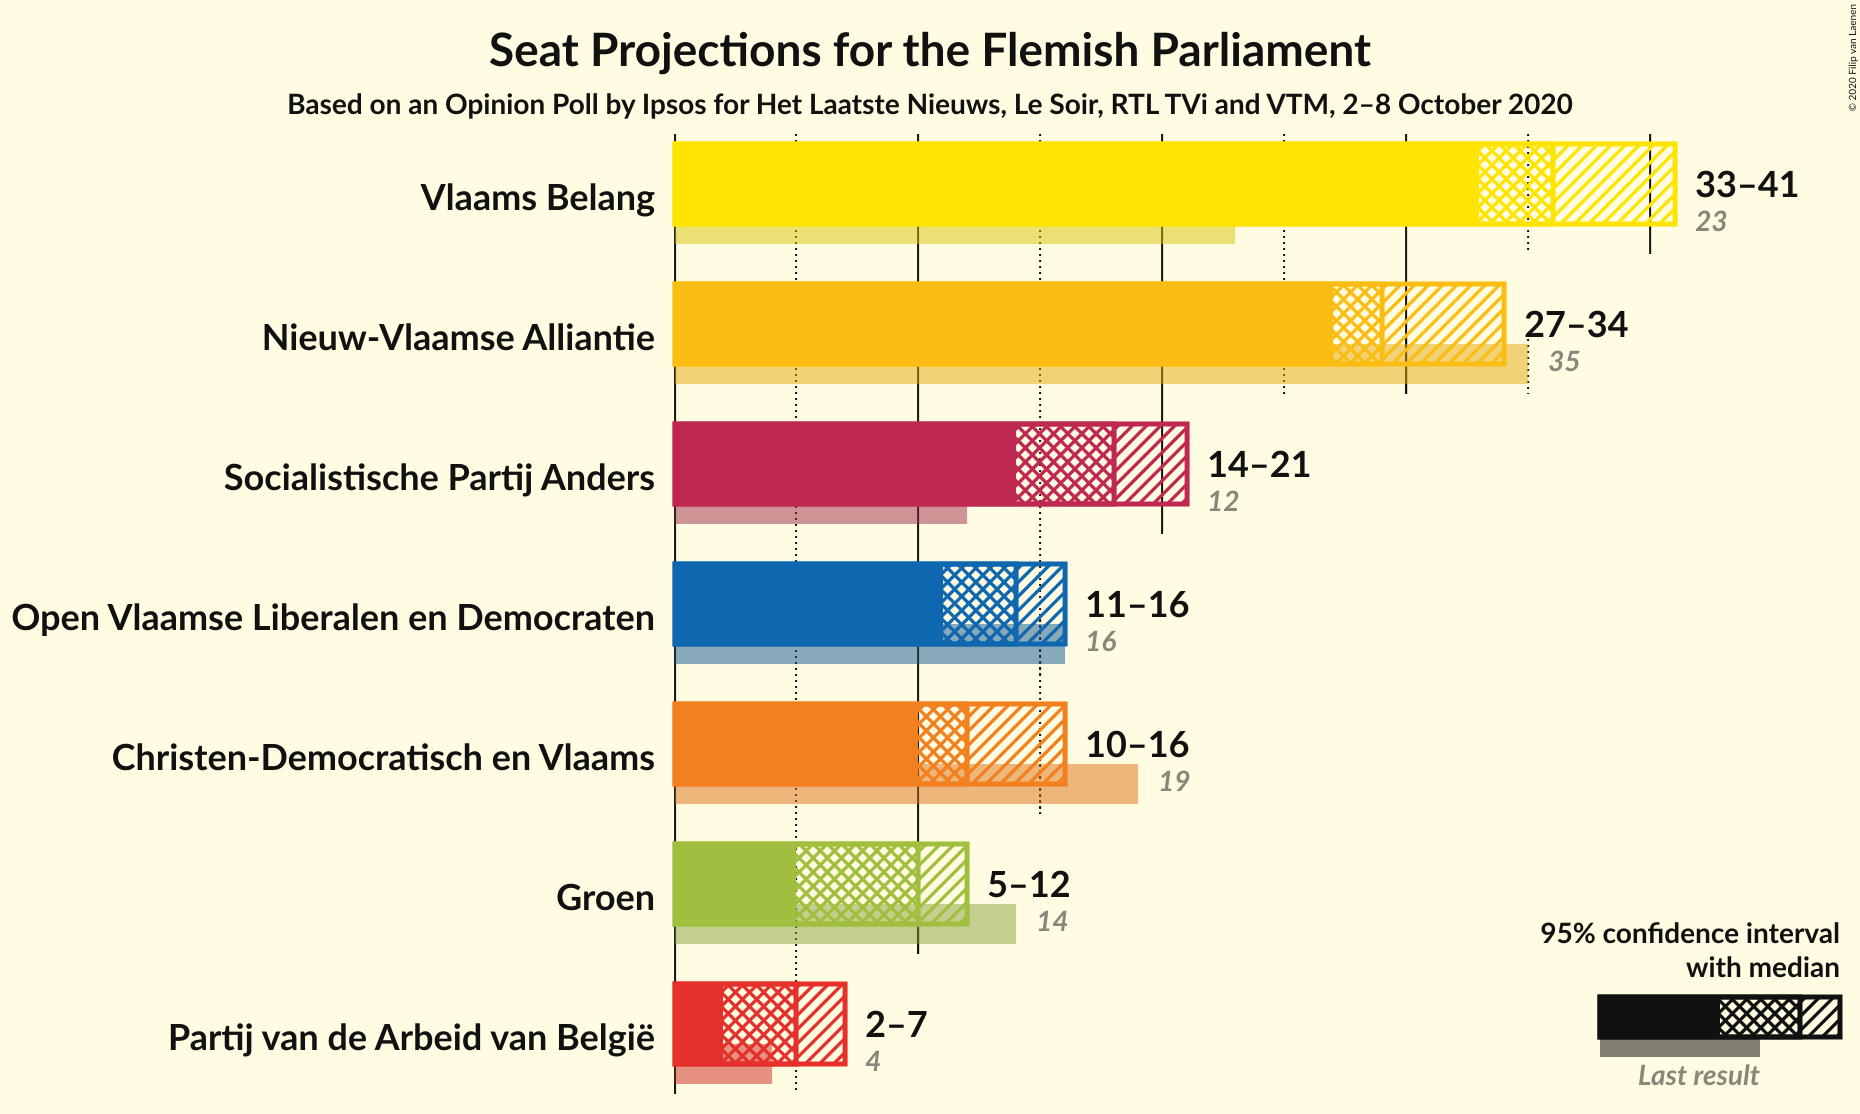 Seat Projections for the Flemish Parliament
Based on an Opinion Poll by Ipsos for Het Laatste Nieuws, Le Soir, RTL TVi and VTM, 2–8 October 2020
© 2020 Filip van Laenen
Vlaams Belang
33–41
23
Nieuw-Vlaamse Alliantie
27–34
35
Socialistische Partij Anders
14–21
12
Open Vlaamse Liberalen en Democraten
11–16
16
Christen-Democratisch en Vlaams
10–16
19
Groen
5–12
14
Partij van de Arbeid van België
2–7
4
95% confidence interval
with median
Last result